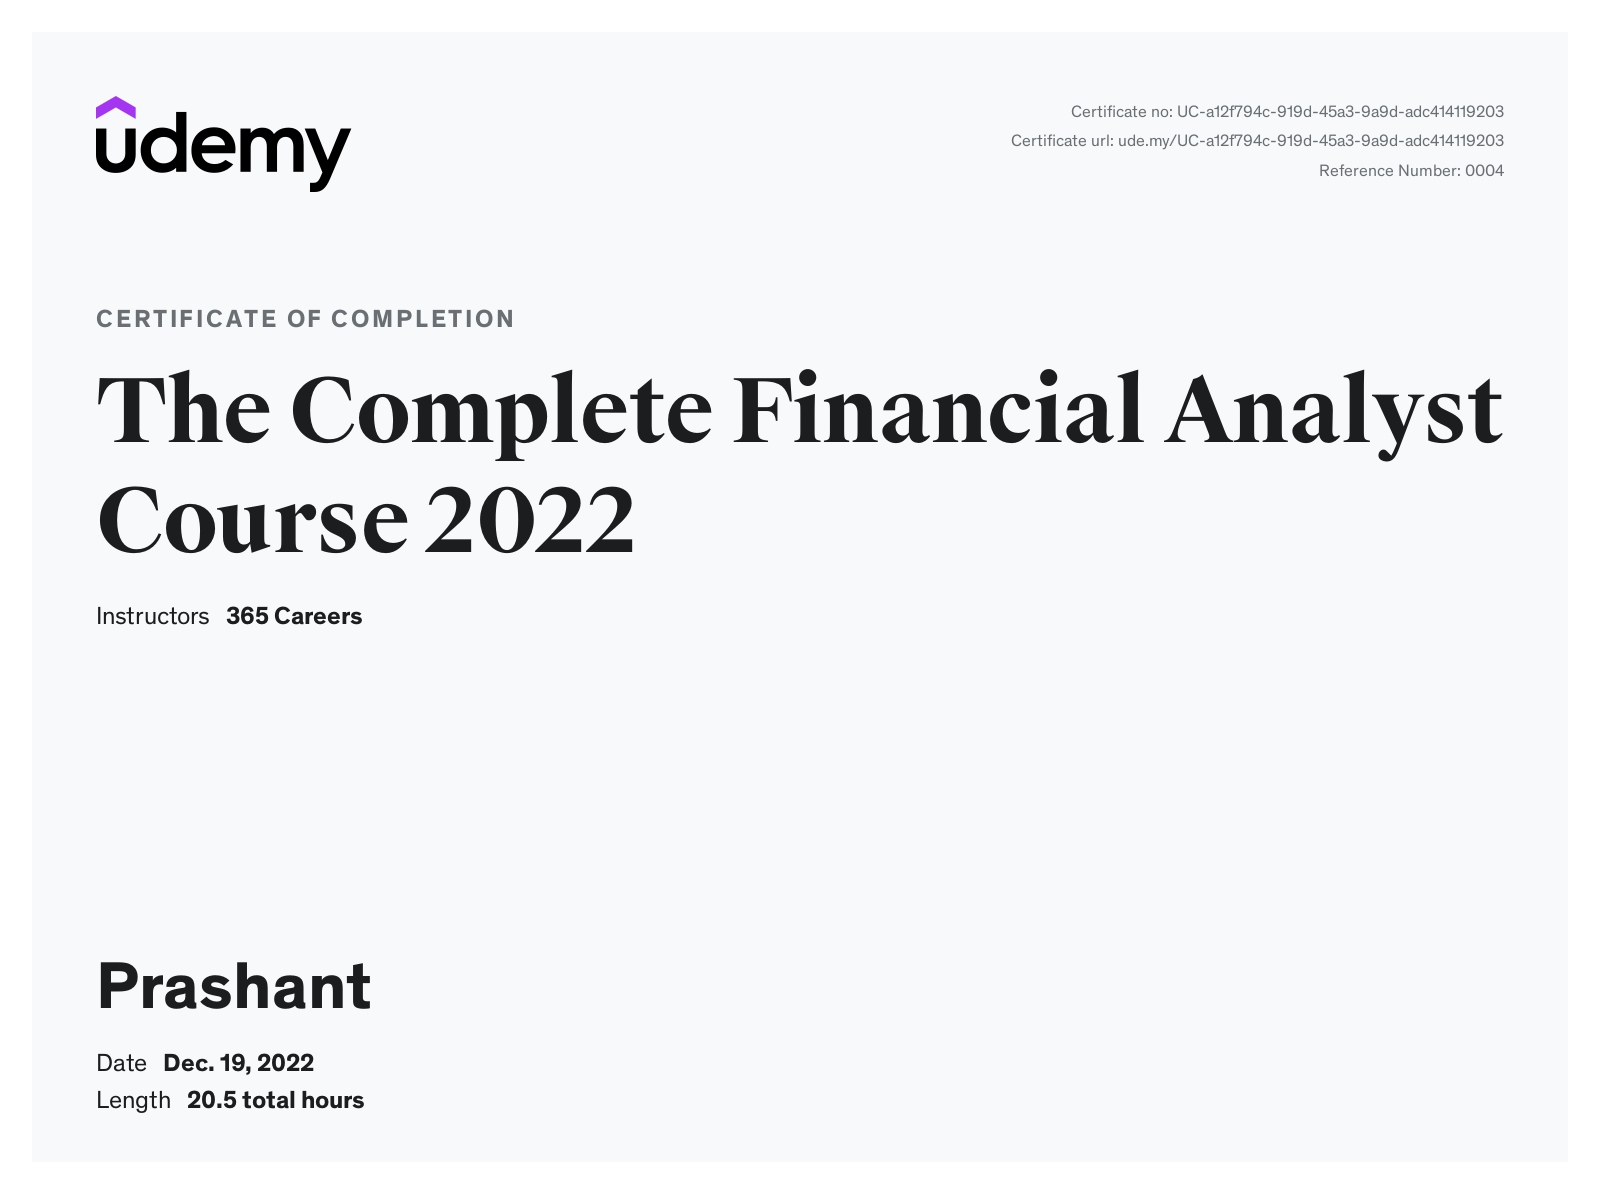 udemy
Certificate no: UC-a12f794c-919d-45a3-9a9d-adc414119203
Certificate url: ude.my/UC-a12f794c-919d-45a3-9a9d-adc414119203
Reference Number: 0004
CERTIFICATE OF COMPLETION
The Complete Financial Analyst
Course 2022
Instructors 365 Careers
Prashant
Date Dec. 19, 2022
Length 20.5 total hours